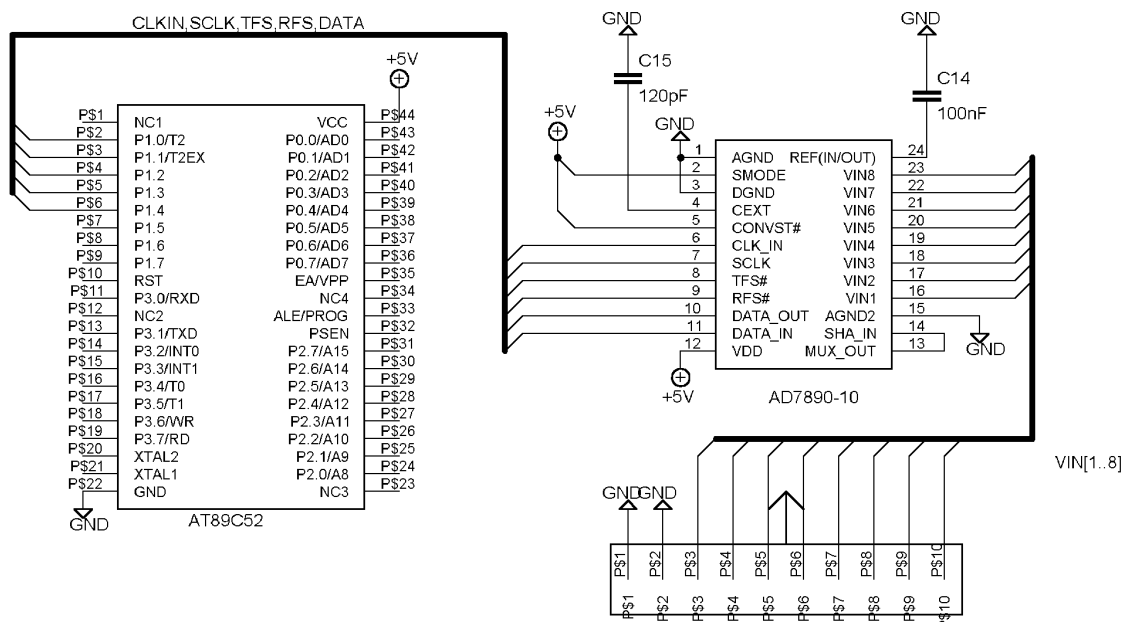 CLKIN,SCLK,TFS,RFS,DATA
+5V
P$1 NC1 VCC P$44
P$2 P1.0/T2 P0.0/AD0 P$43
P$3 P1.1/T2EX P0.1/AD1 P$42
P$4 P1.2 P0.2/AD2 P$41
P$5 P1.3 P0.3/AD3 P$40
P$6 P1.4 P0.4/AD4 P$39
P$7 P1.5 P0.5/AD5 P$38
P$8 P1.6 P0.6/AD6 P$37
P$9 P1.7 P0.7/AD7 P$36
P$10 RST EA/VPP P$35
P$11 P3.0/RXD NC4 P$34
P$12 NC2 ALE/PROG P$33
P$13 P3.1/TXD PSEN P$32
P$14 P3.2/INT0 P2.7/A15 P$31
P$15 P3.3/INT1 P2.6/A14 P$30
P$16 P3.4/T0 P2.5/A13 P$29
P$17 P3.5/T1 P2.4/A12 P$28
P$18 P3.6/WR P2.3/A11 P$27
P$19 P3.7/RD P2.2/A10 P$26
P$20 XTAL2 P2.1/A9 P$25
P$21 XTAL1 P2.0/A8 P$24
P$22 GND NC3 P$23
GND
AT89C52
GND
C15
120pF
GND
C14
100nF
+5V
GND
1 AGND REF(IN/OUT) 24
2 SMODE VIN8 23
3 DGND VIN7 22
4 CEXT VIN6 21
5 CONVST# VIN5 20
6 CLK_IN VIN4 19
7 SCLK VIN3 18
8 TFS# VIN2 17
9 RFS# VIN1 16
10 DATA_OUT AGND2 15
11 DATA_IN SHA_IN 14
12 VDD MUX_OUT 13
GND
+5V
AD7890-10
VIN[1..8]
GND GND
P$1 P$2 P$3 P$4 P$5 P$6 P$7 P$8 P$9 P$10
P$1 P$2 P$3 P$4 P$5 P$6 P$7 P$8 P$9 P$10